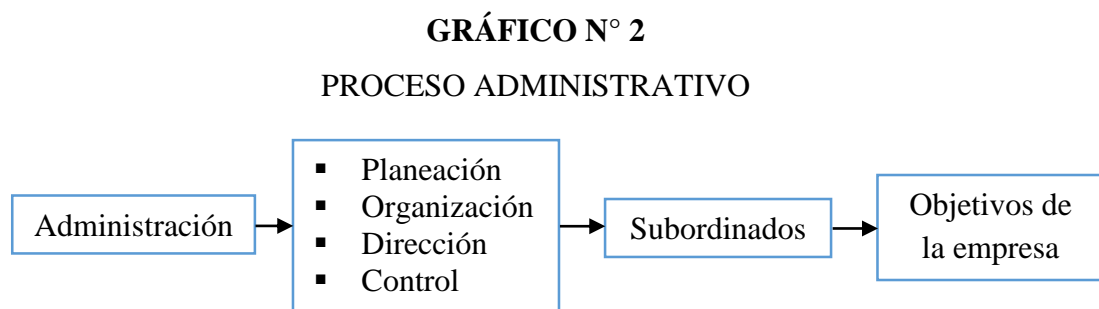 GRÁFICO N° 2
PROCESO ADMINISTRATIVO
Administración
▪ Planeación
▪ Organización
▪ Dirección
▪ Control
Subordinados
Objetivos de
la empresa